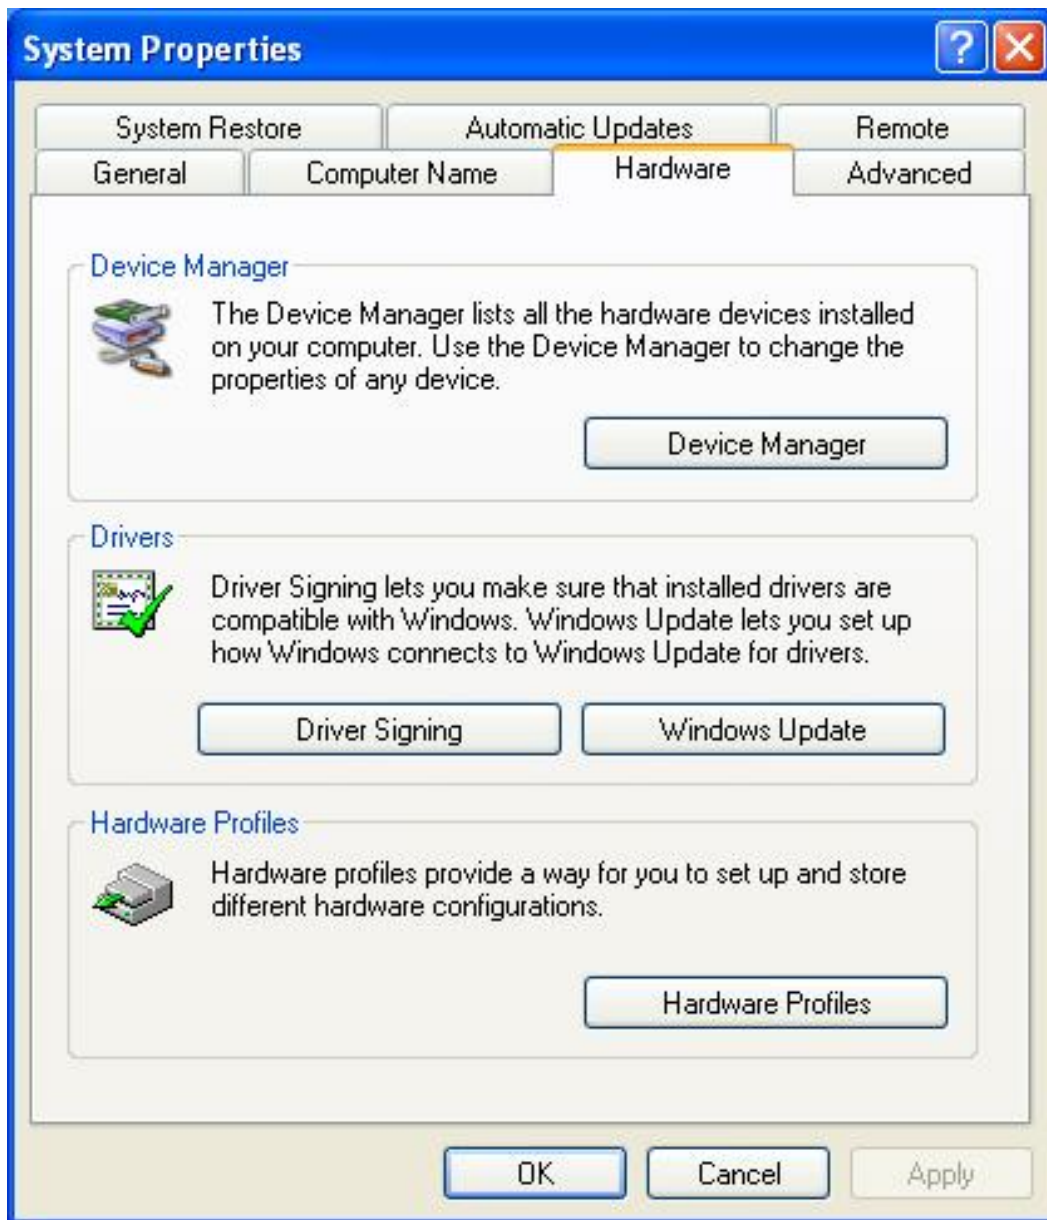 System Properties
System Restore
Automatic Updates
Remote
General
Computer Name
Hardware
Advanced
Device Manager
The Device Manager lists all the hardware devices installed
on your computer. Use the Device Manager to change the
properties of any device.
Device Manager
Drivers
Driver Signing lets you make sure that installed drivers are
compatible with Windows. Windows Update lets you set up
how Windows connects to Windows Update for drivers.
Driver Signing
Windows Update
Hardware Profiles
Hardware profiles provide a way for you to set up and store
different hardware configurations.
Hardware Profiles
OK
Cancel
Apply